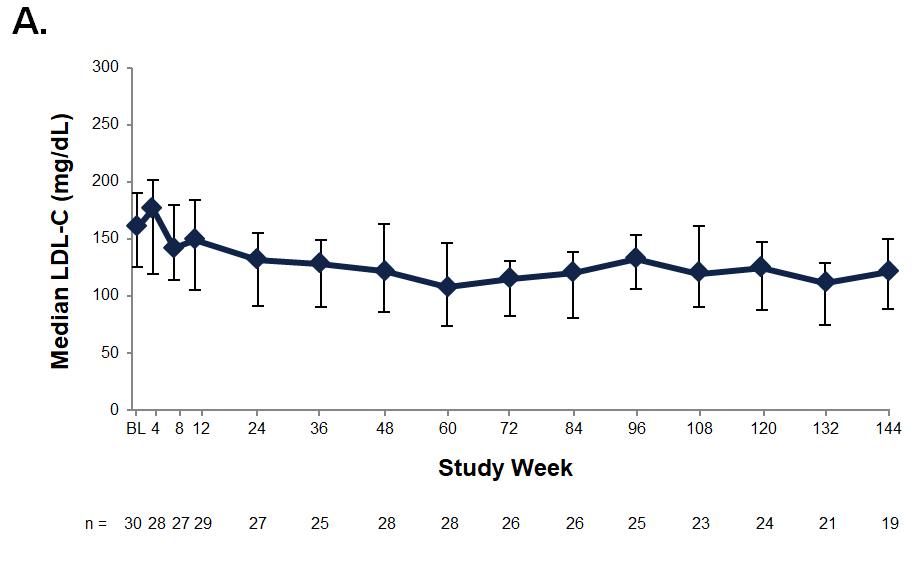 A.
300
250
200
150
100
50
0
Median LDL-C (mg/dL)
BL 4 8 12 24 36 48 60 72 84 96 108 120 132 144
Study Week
n = 30 28 27 29 27 25 28 28 26 26 25 23 24 21 19